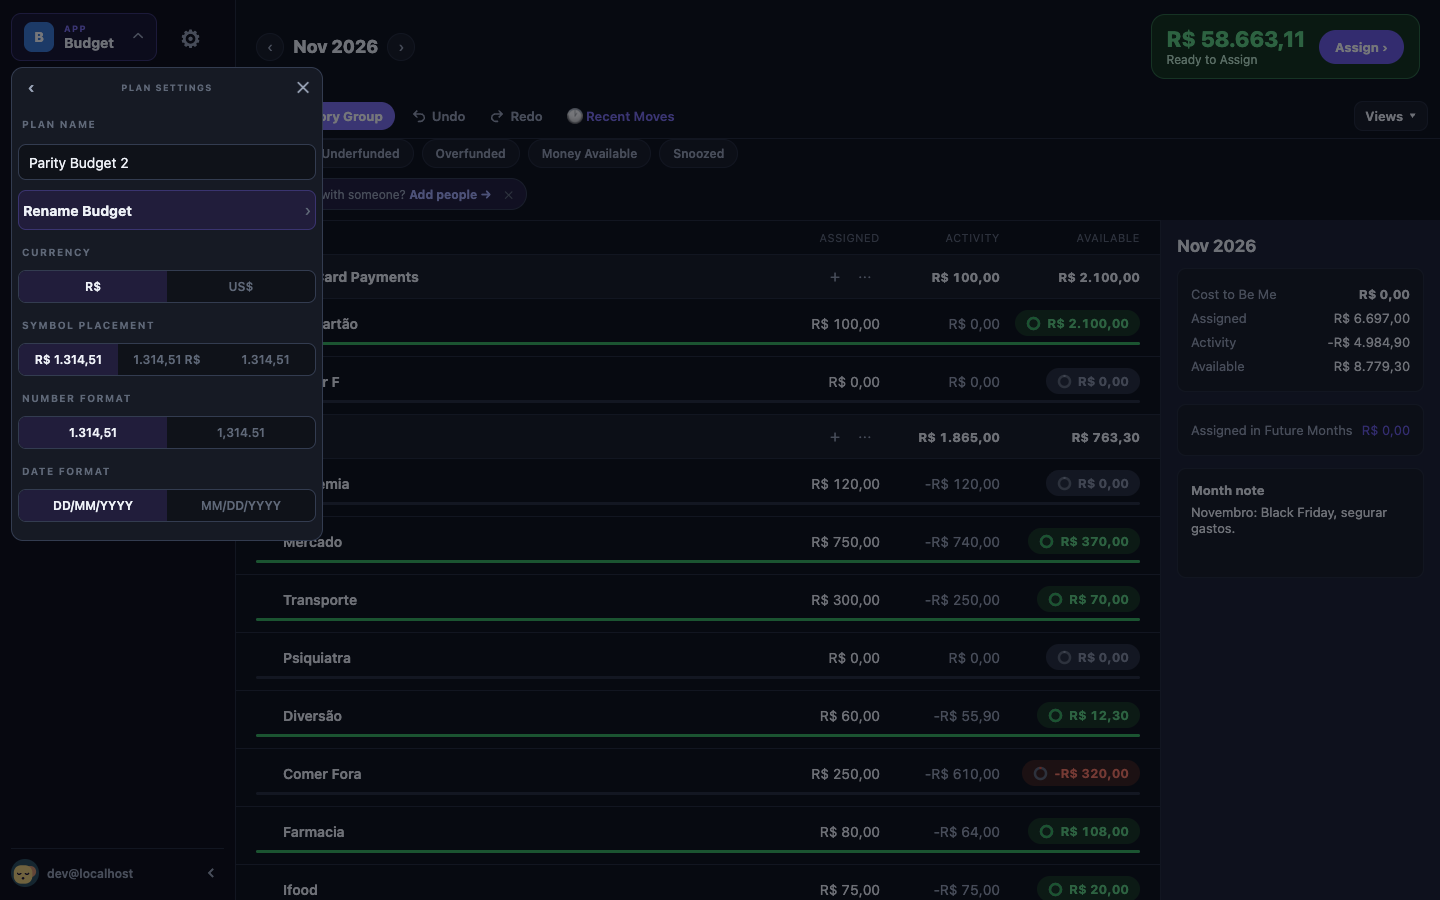 B
APP
Budget
‹ PLAN SETTINGS
PLAN NAME
Parity Budget 2
Rename Budget ›
CURRENCY
R$ US$
SYMBOL PLACEMENT
R$ 1.314,51 1.314,51 R$ 1.314,51
NUMBER FORMAT
1.314,51 1,314.51
DATE FORMAT
DD/MM/YYYY MM/DD/YYYY
dev@localhost
‹ Nov 2026 ›
R$ 58.663,11
Ready to Assign
Assign ›
ory Group Undo Redo Recent Moves Views
Underfunded Overfunded Money Available Snoozed
with someone? Add people →
ASSIGNED ACTIVITY AVAILABLE
ard Payments + ... R$ 100,00 R$ 2.100,00
artão R$ 100,00 R$ 0,00 R$ 2.100,00
r F R$ 0,00 R$ 0,00 R$ 0,00
+ ... R$ 1.865,00 R$ 763,30
emia R$ 120,00 -R$ 120,00 R$ 0,00
Mercado R$ 750,00 -R$ 740,00 R$ 370,00
Transporte R$ 300,00 -R$ 250,00 R$ 70,00
Psiquiatra R$ 0,00 R$ 0,00 R$ 0,00
Diversão R$ 60,00 -R$ 55,90 R$ 12,30
Comer Fora R$ 250,00 -R$ 610,00 -R$ 320,00
Farmacia R$ 80,00 -R$ 64,00 R$ 108,00
Ifood R$ 75,00 -R$ 75,00 R$ 20,00
Nov 2026
Cost to Be Me R$ 0,00
Assigned R$ 6.697,00
Activity -R$ 4.984,90
Available R$ 8.779,30
Assigned in Future Months R$ 0,00
Month note
Novembro: Black Friday, segurar
gastos.